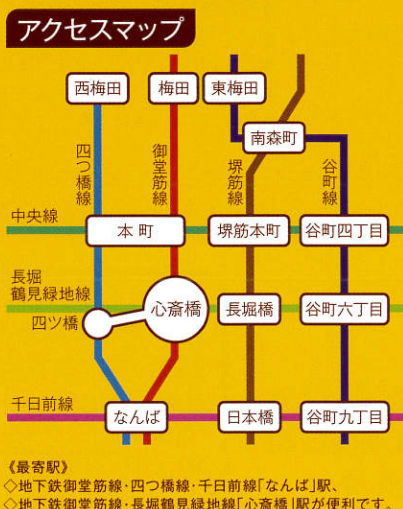 アクセスマップ
西梅田
梅田
東梅田
南森町
四つ橋線
御堂筋線
堺筋線
谷町線
中央線
本町
堺筋本町
谷町四丁目
長堀
鶴見緑地線
心斎橋
長堀橋
谷町六丁目
四ツ橋
千日前線
なんば
日本橋
谷町九丁目
《最寄駅》
◇地下鉄御堂筋線・四つ橋線・千日前線「なんば」駅、
◇地下鉄御堂筋線・長堀鶴見緑地線「心斎橋」駅が便利です。